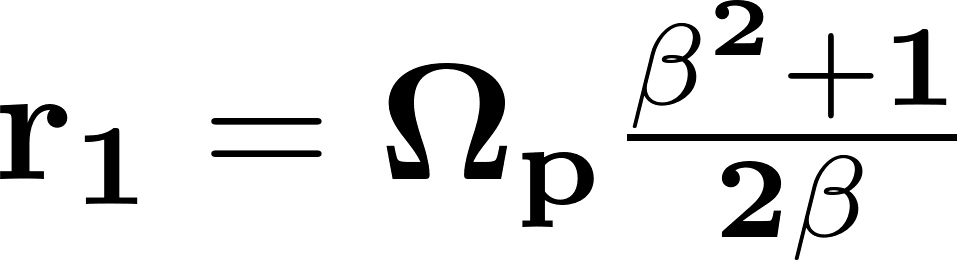 r₁ = Ωₚ (β² + 1) / (2β)